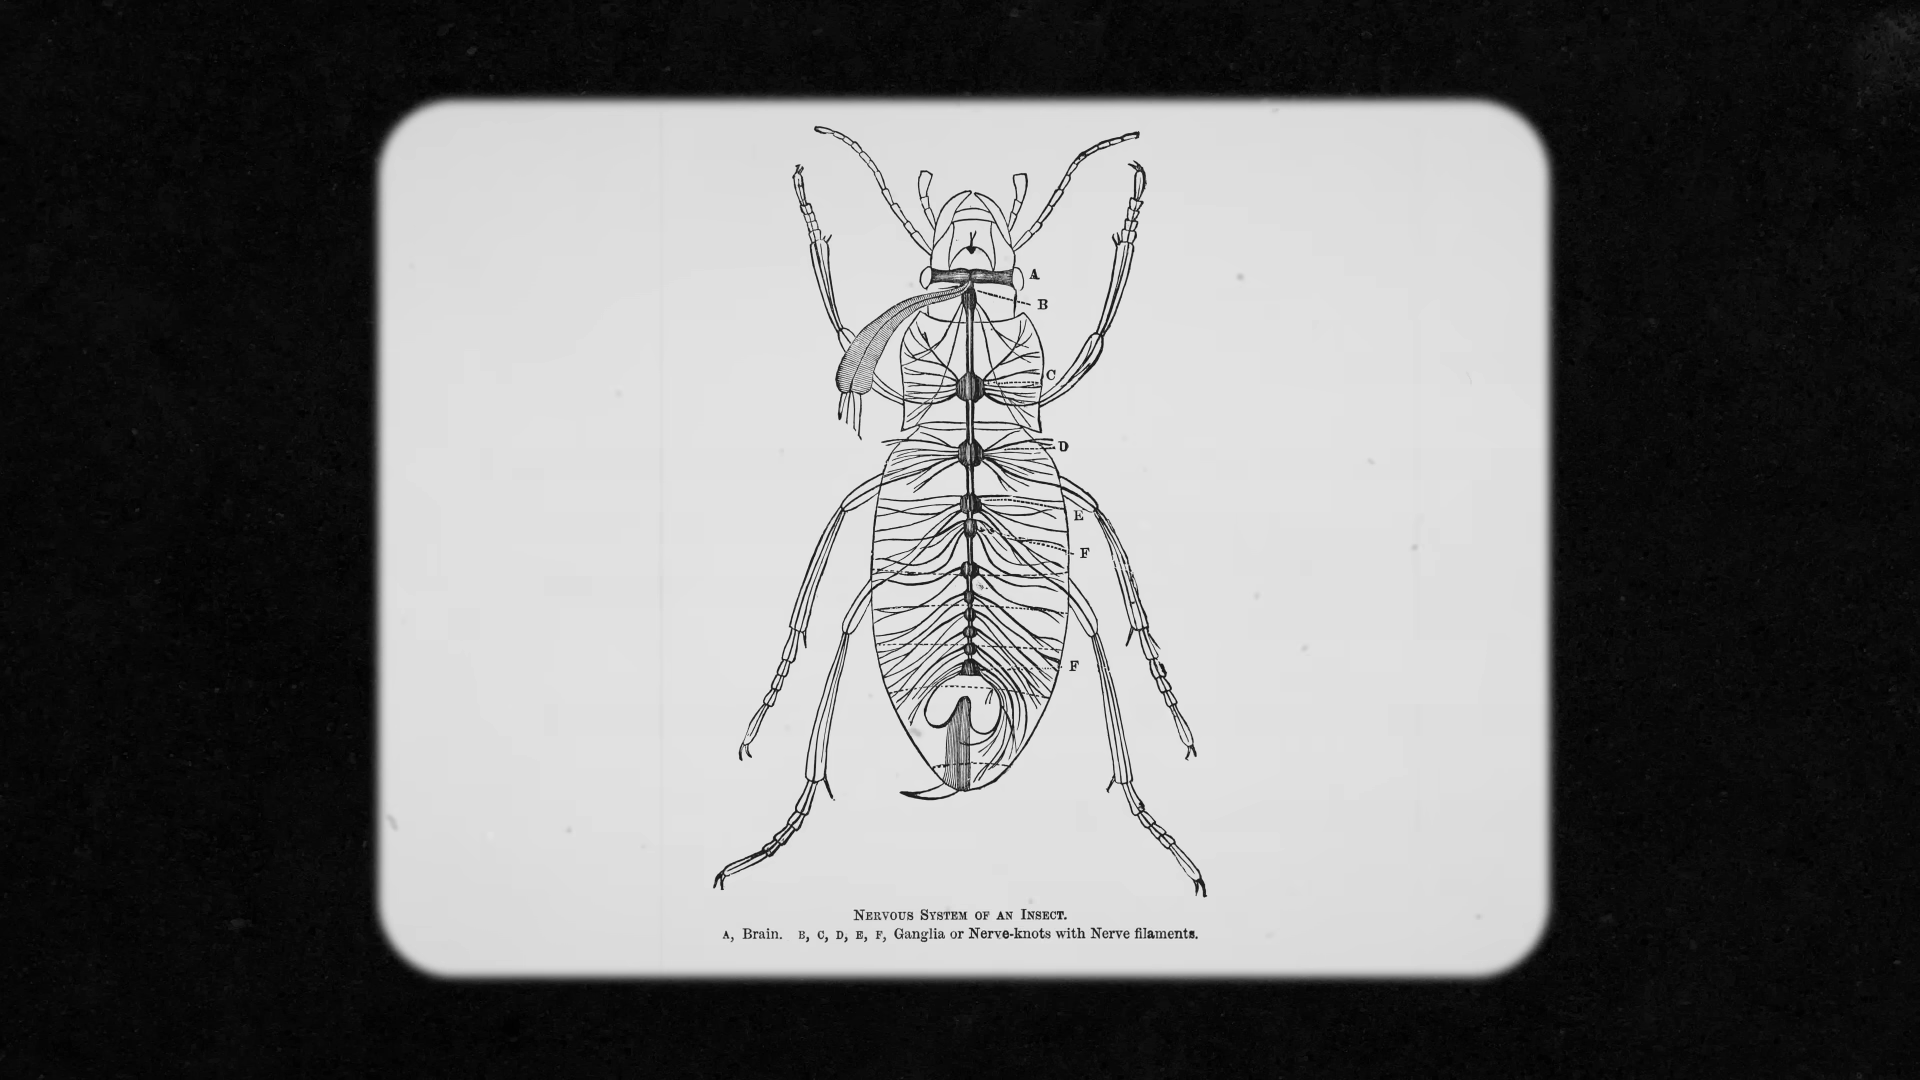 A
B
C
D
E
F
F
NERVOUS SYSTEM OF AN INSECT.
A, Brain. B, C, D, E, F, Ganglia or Nerve-knots with Nerve filaments.